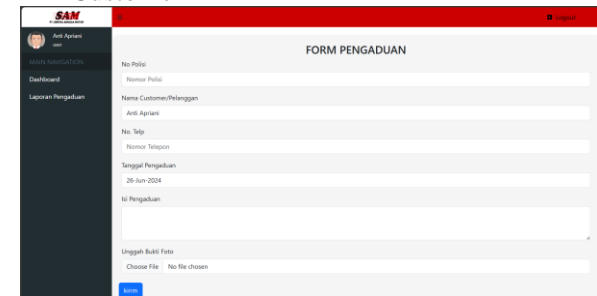 SAM
Logout
Anti Apriani
user
MAIN NAVIGATION
Dashboard
Laporan Pengaduan
FORM PENGADUAN
No Polisi
Nomor Polisi
Nama Customer/Pelanggan
Anti Apriani
No. Telp
Nomor Telepon
Tanggal Pengaduan
26-Jun-2024
Isi Pengaduan
Unggah Bukti Foto
Choose File No file chosen
kirim